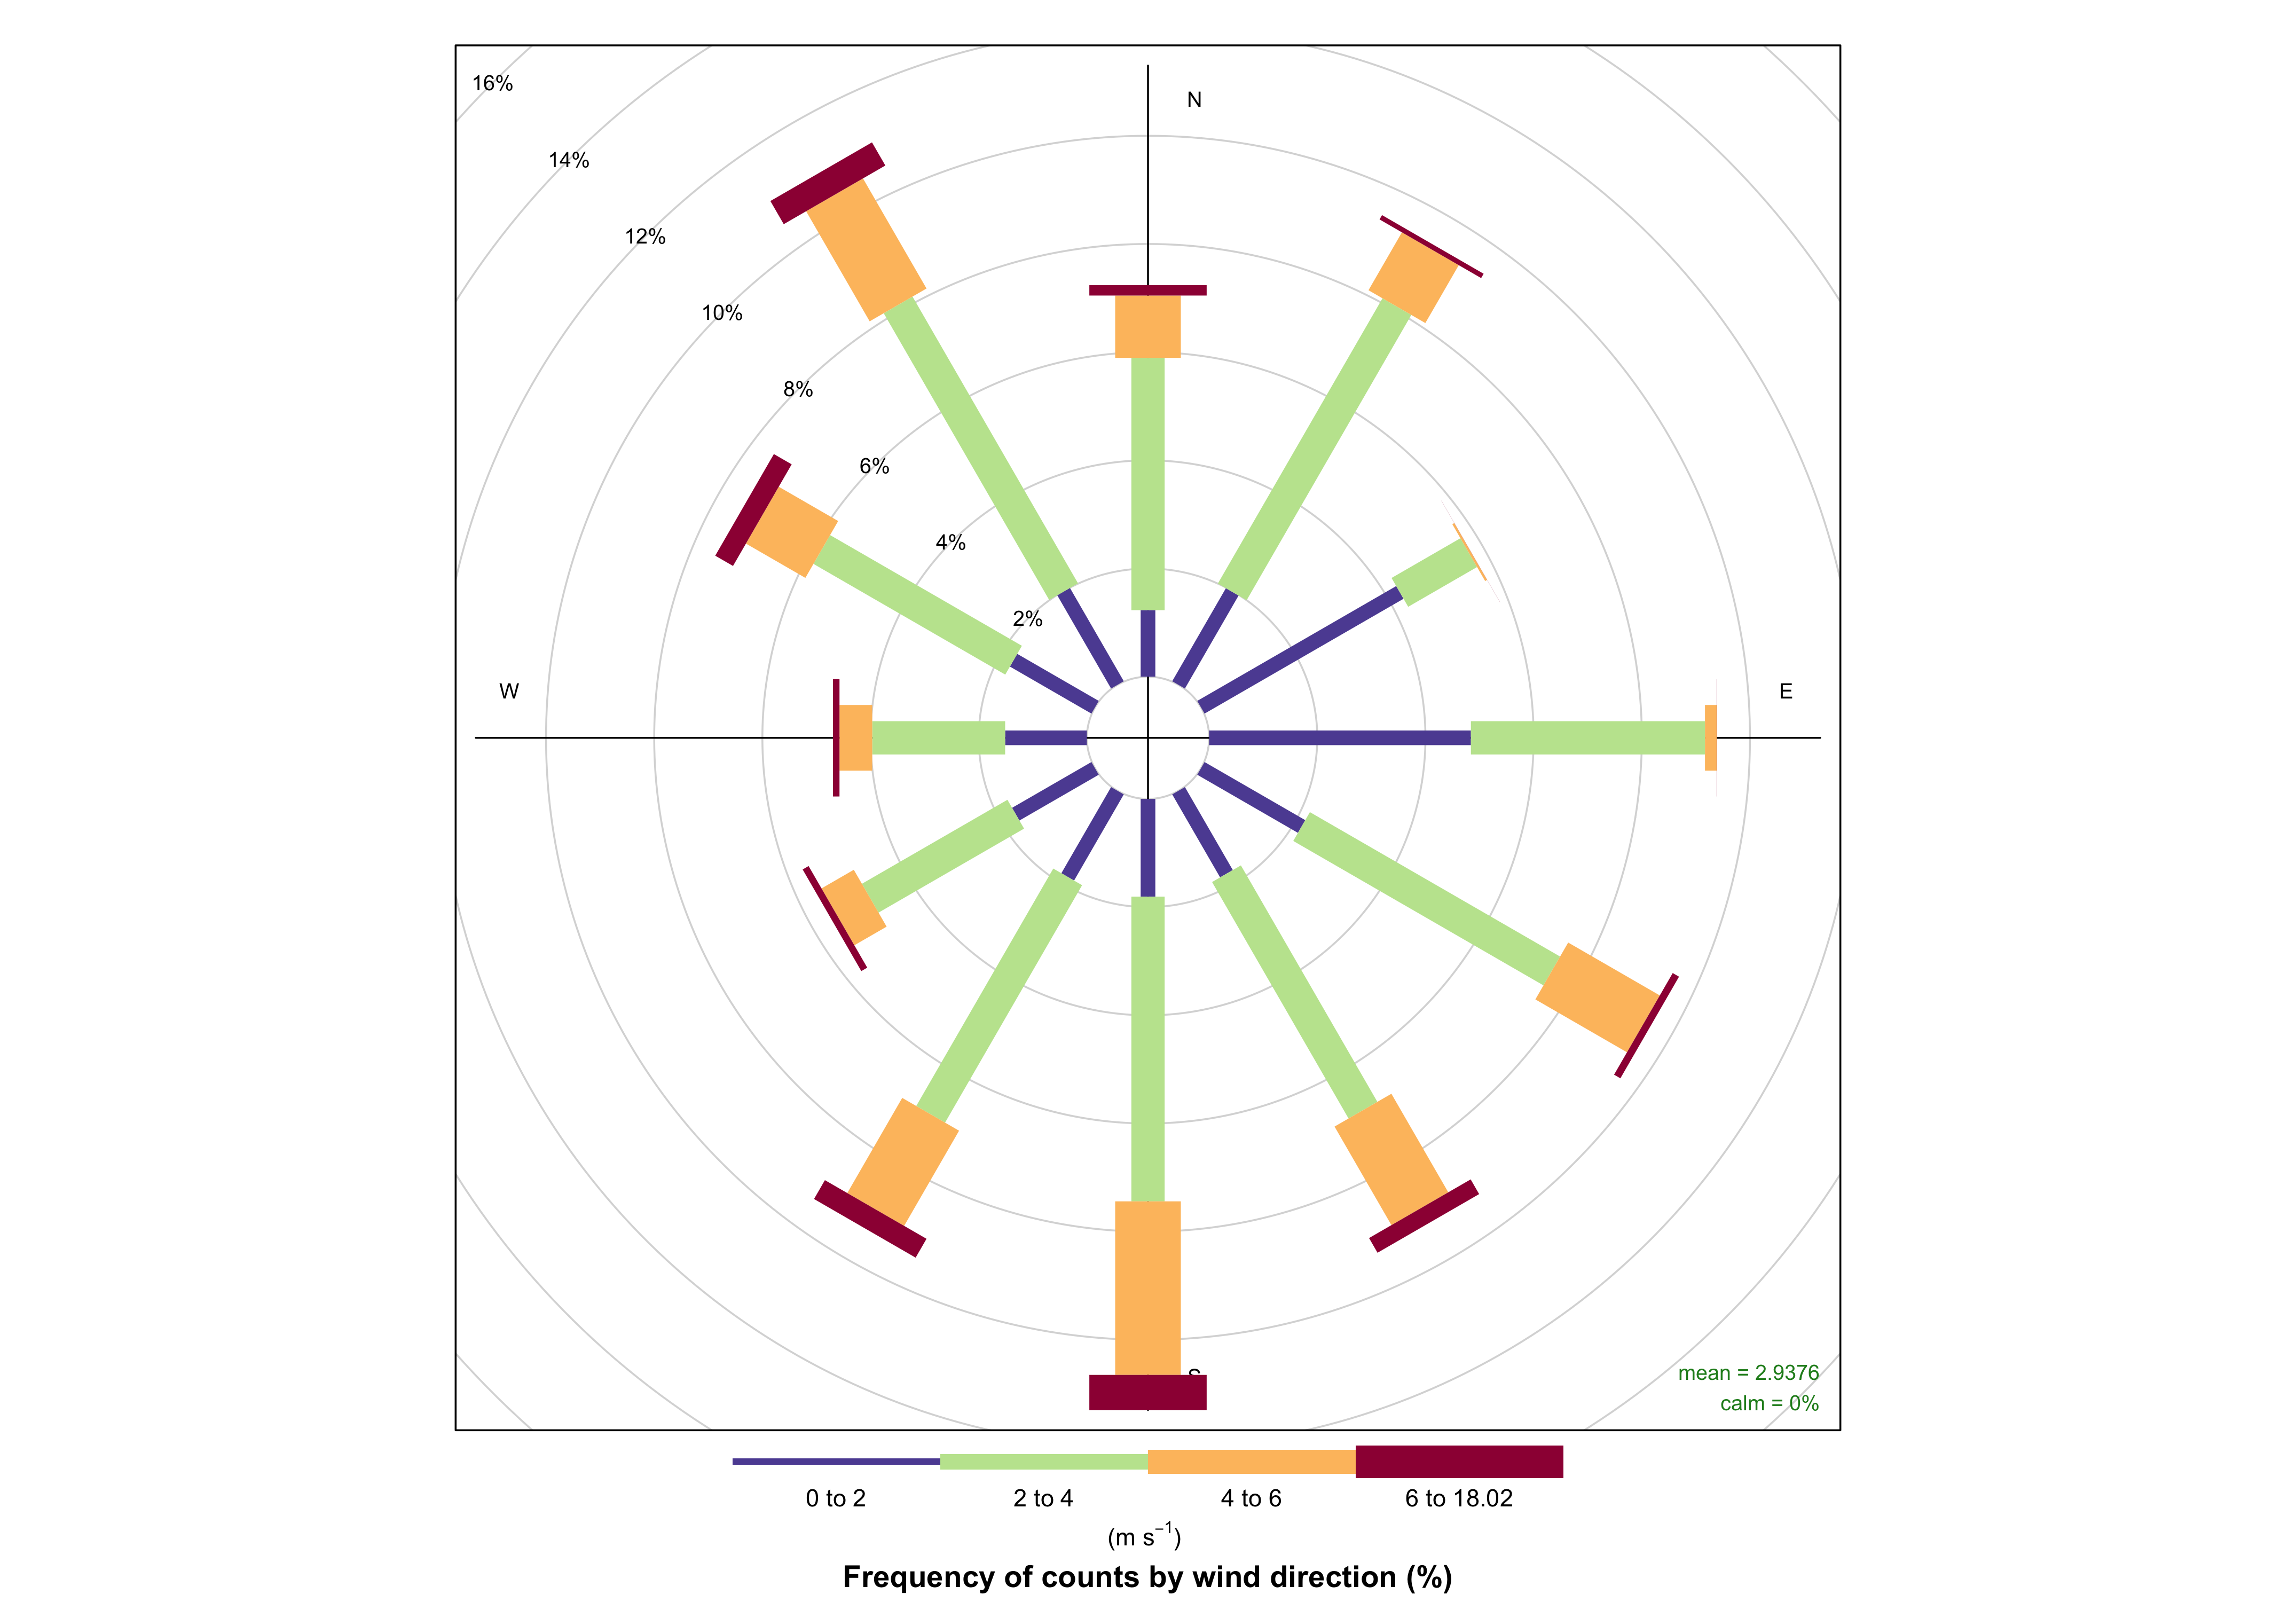 16%
N
14%
12%
10%
8%
6%
4%
2%
W
E
S
mean = 2.9376
calm = 0%
0 to 2 2 to 4 4 to 6 6 to 18.02
(m s⁻¹)
Frequency of counts by wind direction (%)